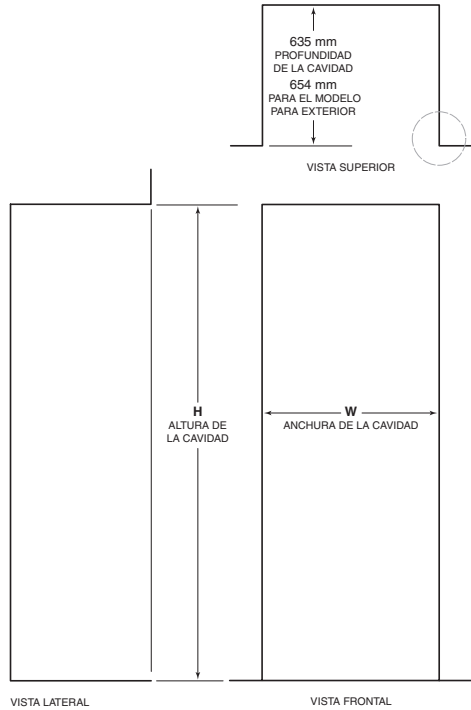 635 mm
PROFUNDIDAD
DE LA CAVIDAD
654 mm
PARA EL MODELO
PARA EXTERIOR
VISTA SUPERIOR
H
ALTURA DE
LA CAVIDAD
W
ANCHURA DE LA CAVIDAD
VISTA LATERAL
VISTA FRONTAL